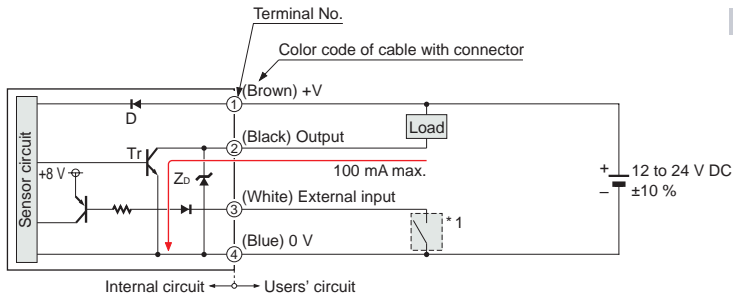 Terminal No.
Color code of cable with connector
(Brown) +V
1
D
Load
(Black) Output
2
Tr
Sensor circuit
+8 V
ZD
100 mA max.
+
12 to 24 V DC
–
±10 %
(White) External input
3
* 1
(Blue) 0 V
4
Internal circuit
Users' circuit